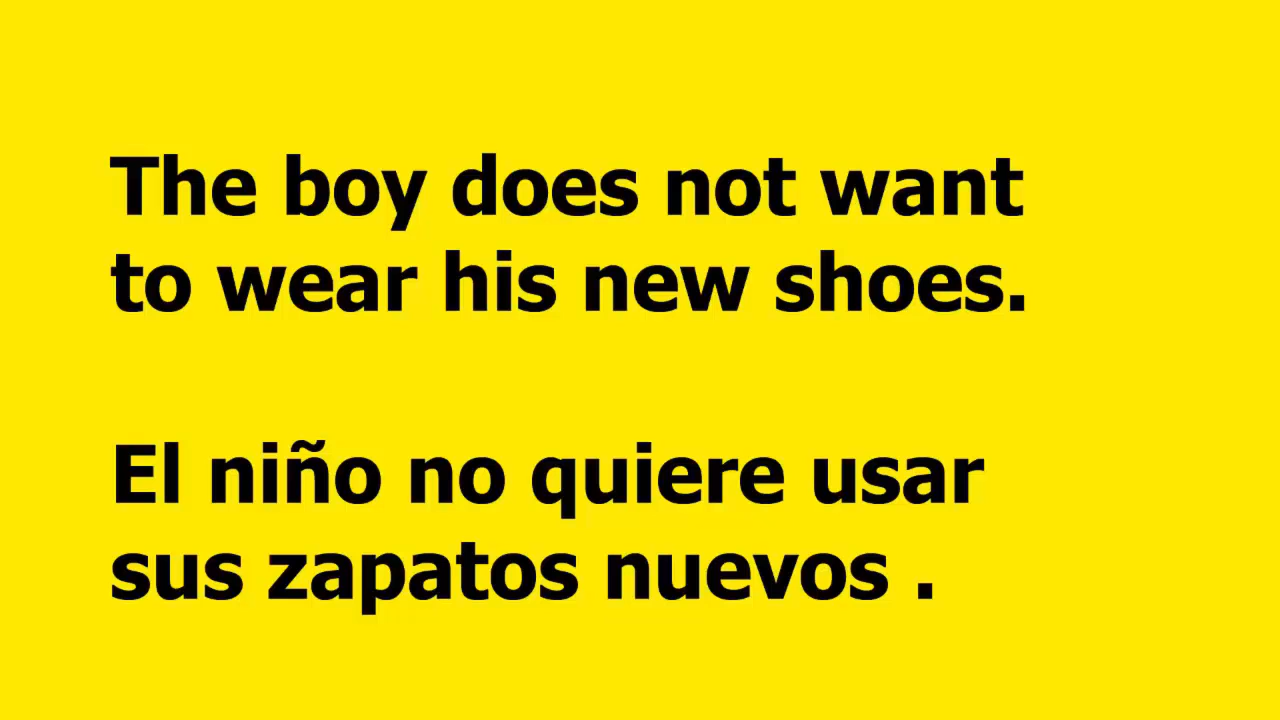 The boy does not want
to wear his new shoes.
El niño no quiere usar
sus zapatos nuevos .